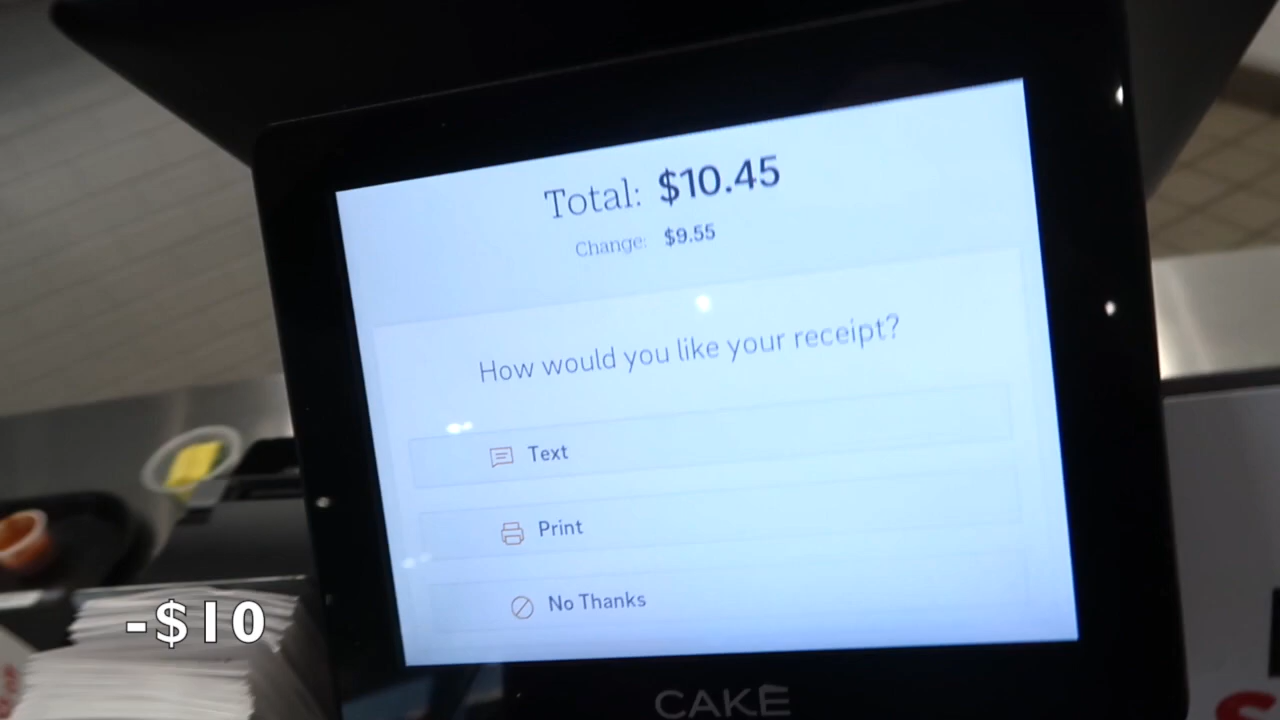 Total: $10.45
Change: $9.55
How would you like your receipt?
Text
Print
No Thanks
-$10
CAKE